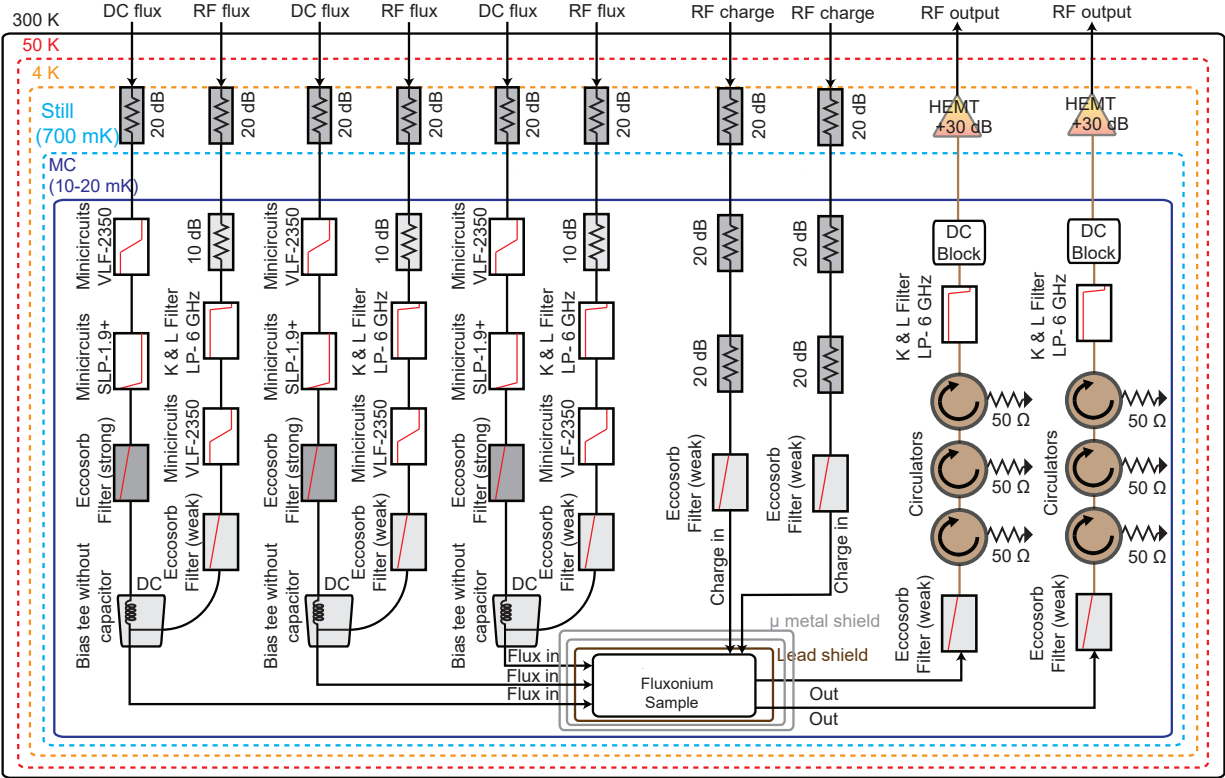 300 K
DC flux
RF flux
DC flux
RF flux
DC flux
RF flux
RF charge
RF charge
RF output
RF output
50 K
4 K
Still
(700 mK)
MC
(10-20 mK)
20 dB
20 dB
20 dB
20 dB
20 dB
20 dB
20 dB
20 dB
HEMT
+30 dB
HEMT
+30 dB
Minicircuits
VLF-2350
10 dB
Minicircuits
VLF-2350
10 dB
Minicircuits
VLF-2350
10 dB
20 dB
20 dB
DC
Block
DC
Block
Minicircuits
SLP-1.9+
K & L Filter
LP- 6 GHz
Minicircuits
SLP-1.9+
K & L Filter
LP- 6 GHz
Minicircuits
SLP-1.9+
K & L Filter
LP- 6 GHz
20 dB
20 dB
K & L Filter
LP- 6 GHz
K & L Filter
LP- 6 GHz
Eccosorb
Filter (strong)
Minicircuits
VLF-2350
Eccosorb
Filter (strong)
Minicircuits
VLF-2350
Eccosorb
Filter (strong)
Minicircuits
VLF-2350
Eccosorb
Filter (weak)
Eccosorb
Filter (weak)
Circulators
50 Ω
50 Ω
50 Ω
Circulators
50 Ω
50 Ω
50 Ω
Bias tee without
capacitor
DC
Eccosorb
Filter (weak)
Bias tee without
capacitor
DC
Eccosorb
Filter (weak)
Bias tee without
capacitor
DC
Eccosorb
Filter (weak)
Charge in
Charge in
Eccosorb
Filter (weak)
Eccosorb
Filter (weak)
μ metal shield
Lead shield
Flux in
Flux in
Flux in
Fluxonium
Sample
Out
Out